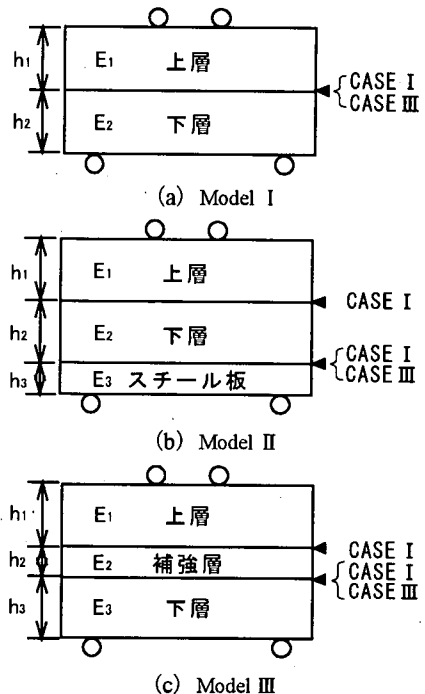 h1 E1 上層
CASE Ⅰ
CASE Ⅲ
h2 E2 下層
(a) Model Ⅰ
h1 E1 上層
CASE Ⅰ
h2 E2 下層
CASE Ⅰ
CASE Ⅲ
h3 E3 スチール板
(b) Model Ⅱ
h1 E1 上層
CASE Ⅰ
h2 E2 補強層
CASE Ⅰ
CASE Ⅲ
h3 E3 下層
(c) Model Ⅲ